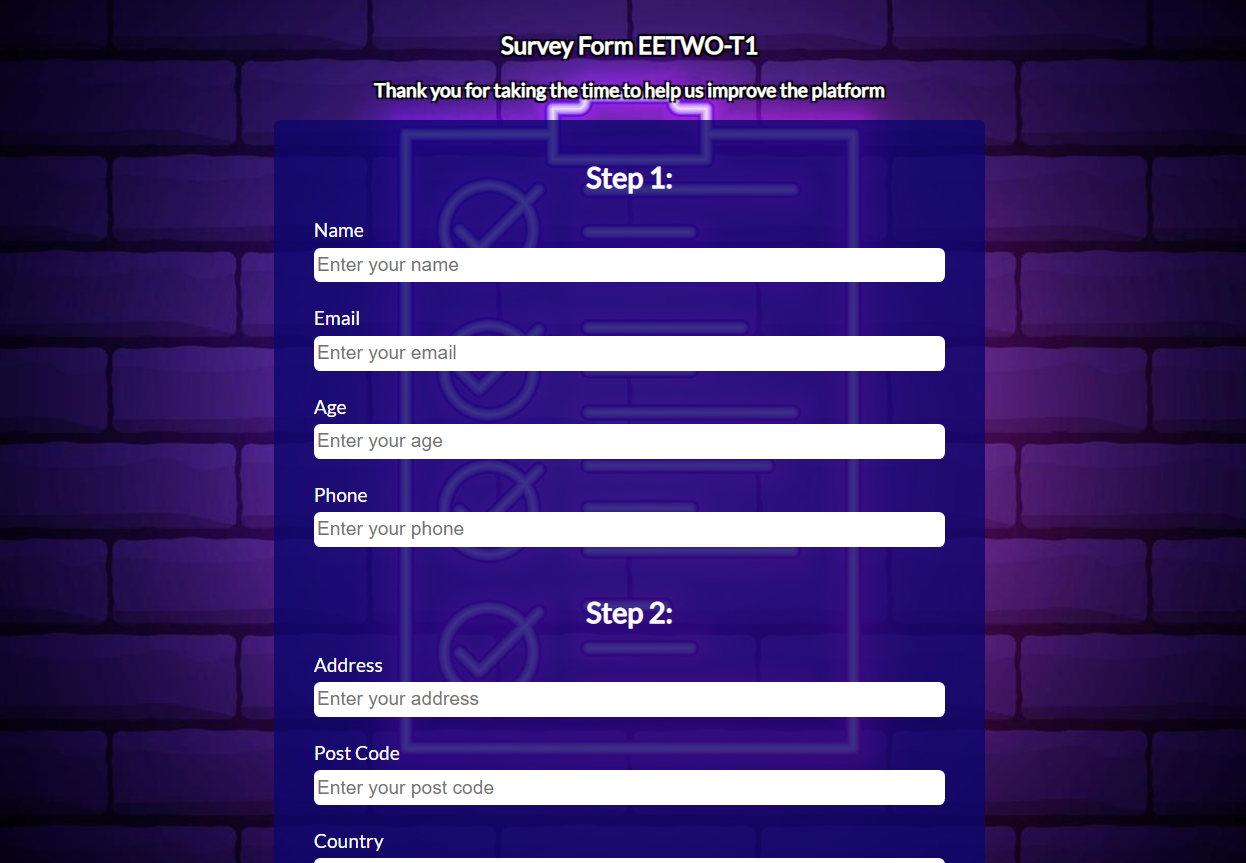 Survey Form EETWO-T1
Thank you for taking the time to help us improve the platform
Step 1:
Name
Enter your name
Email
Enter your email
Age
Enter your age
Phone
Enter your phone
Step 2:
Address
Enter your address
Post Code
Enter your post code
Country